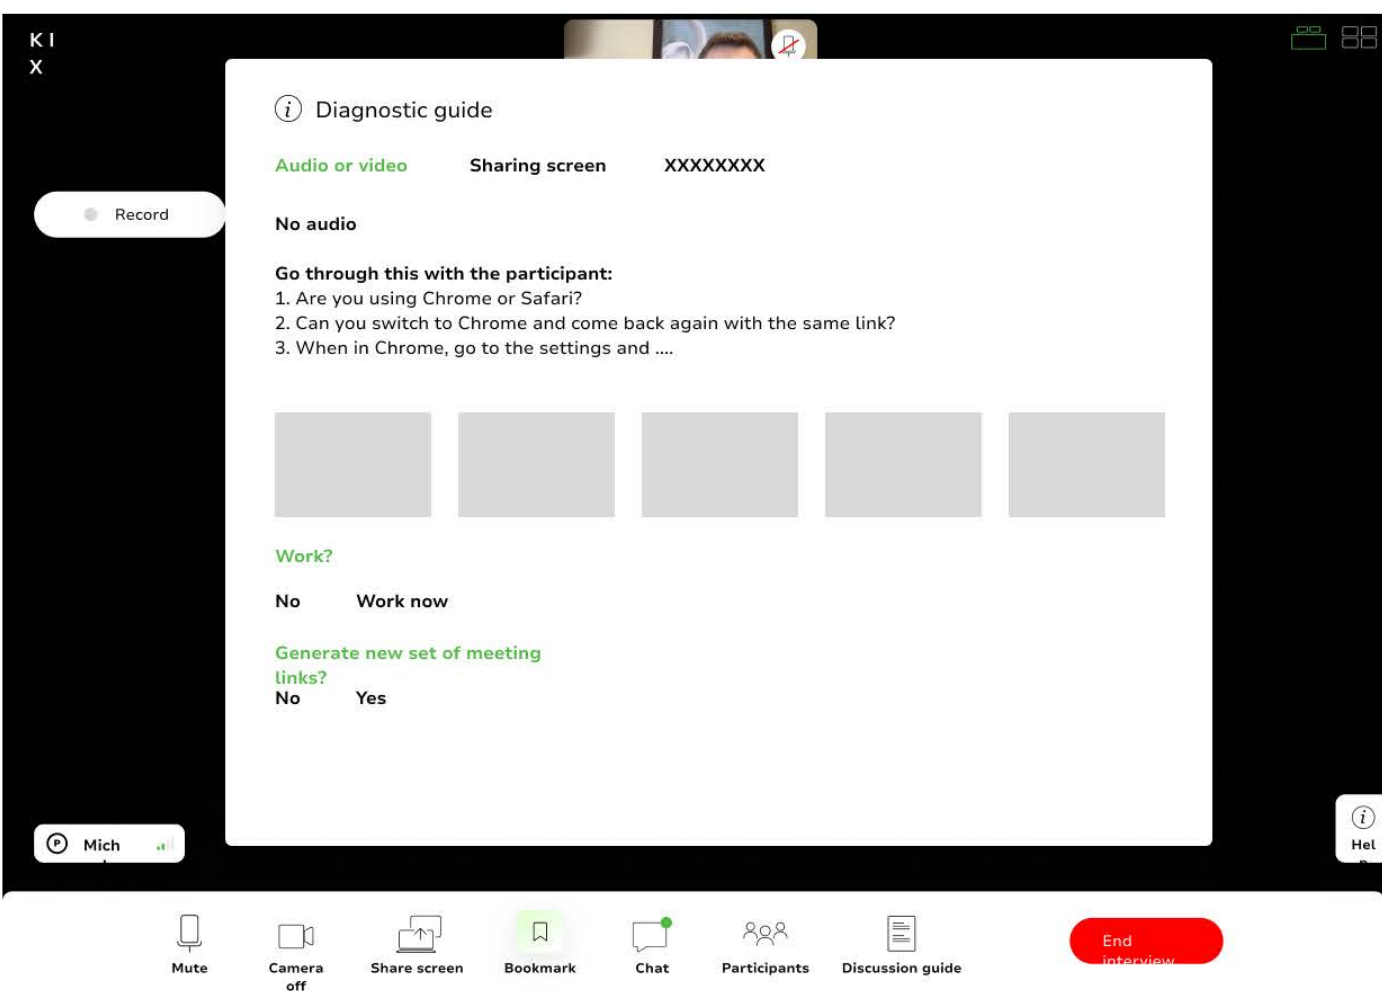 K I
X
i Diagnostic guide
Audio or video Sharing screen XXXXXXXX
Record
No audio
Go through this with the participant:
1. Are you using Chrome or Safari?
2. Can you switch to Chrome and come back again with the same link?
3. When in Chrome, go to the settings and ....
Work?
No Work now
Generate new set of meeting
links?
No Yes
P Mich
i
Hel
Mute
Camera
off
Share screen
Bookmark
Chat
Participants
Discussion guide
End
interview